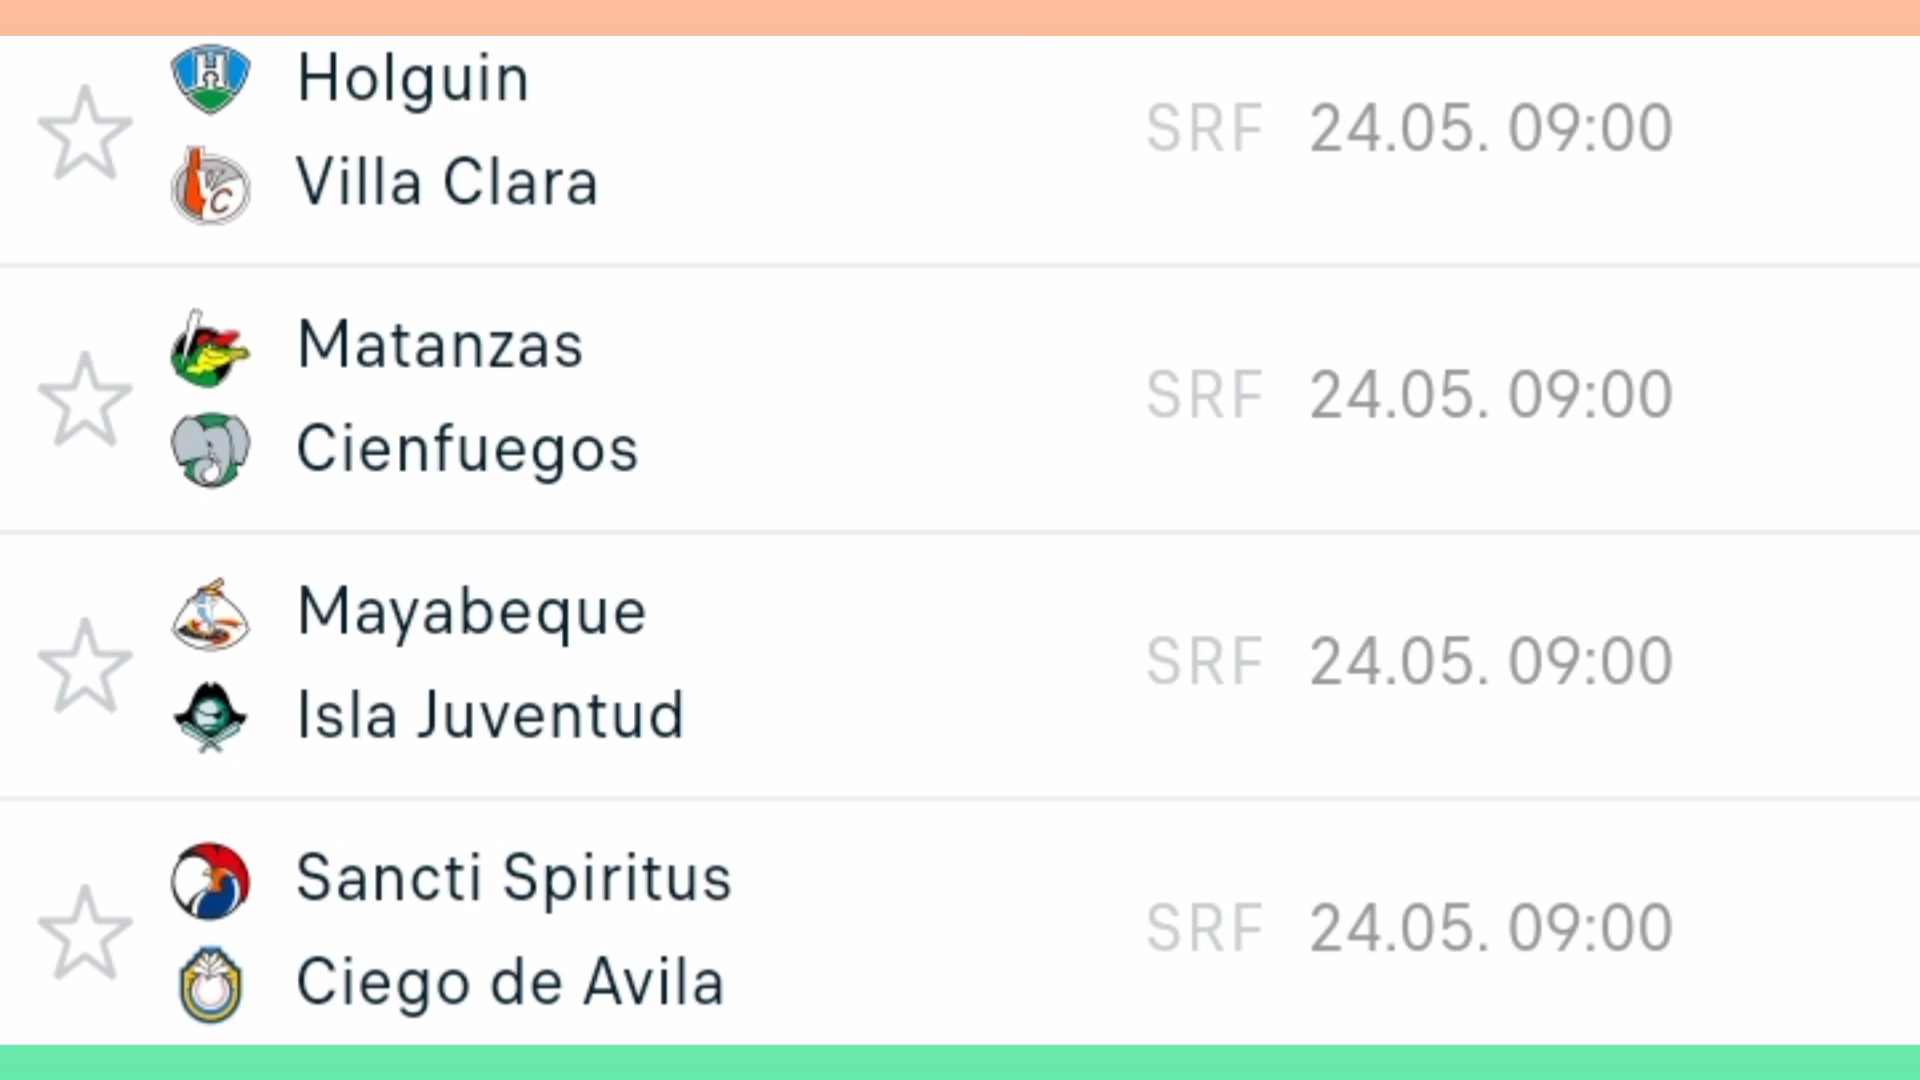 Holguin
Villa Clara
SRF 24.05. 09:00
Matanzas
Cienfuegos
SRF 24.05. 09:00
Mayabeque
Isla Juventud
SRF 24.05. 09:00
Sancti Spiritus
Ciego de Avila
SRF 24.05. 09:00